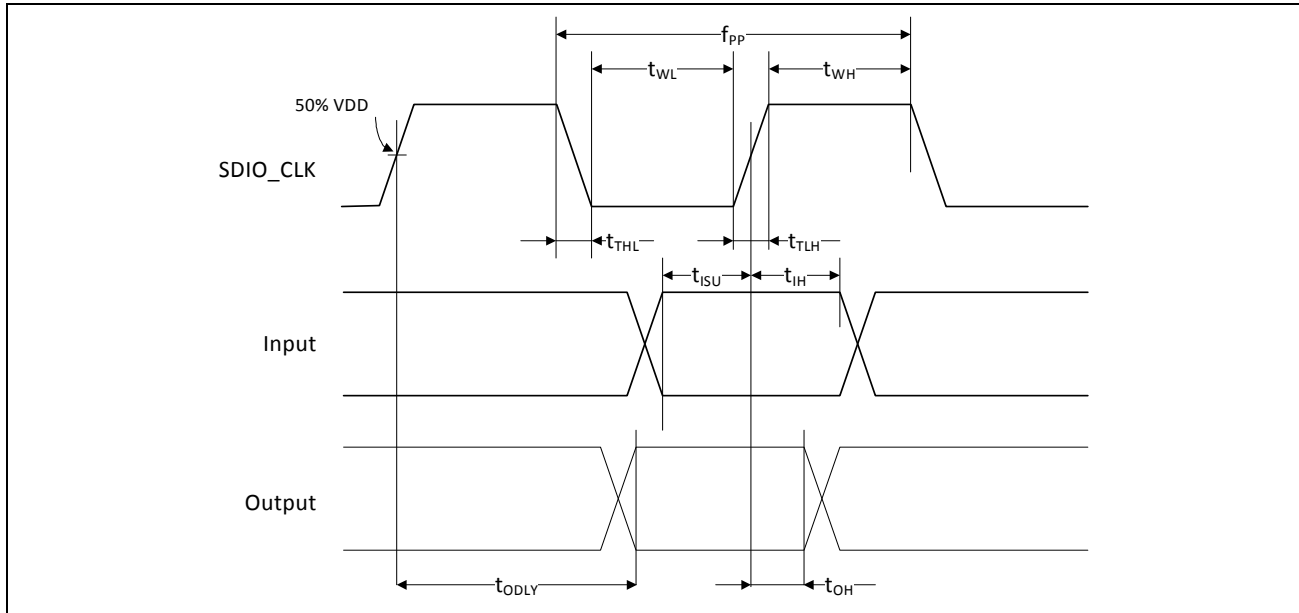 fPP
tWL
tWH
50% VDD
SDIO_CLK
tTHL
tTLH
tISU
tIH
Input
Output
tODLY
tOH